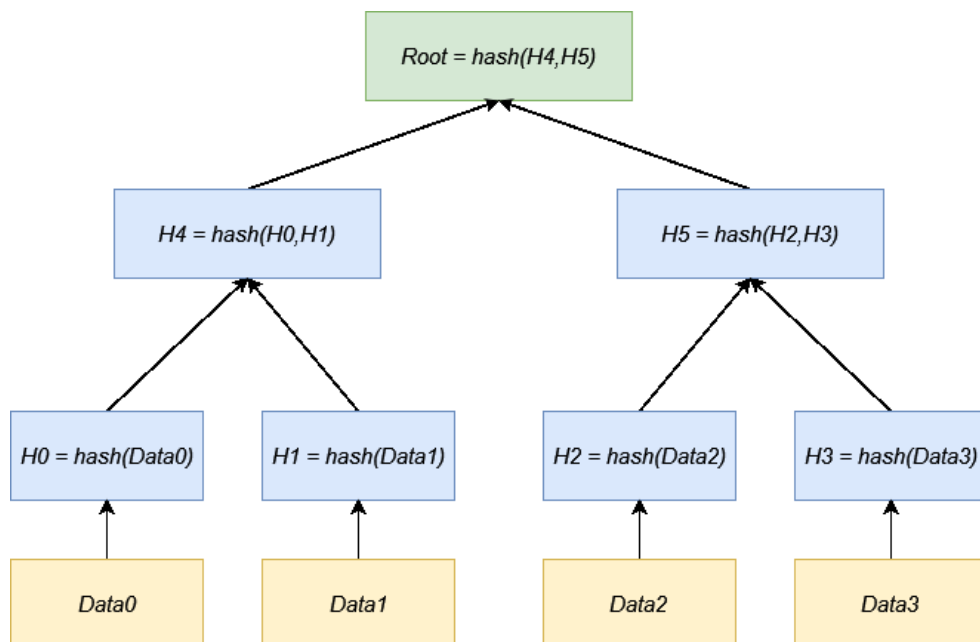 Root = hash(H4,H5)
H4 = hash(H0,H1)
H5 = hash(H2,H3)
H0 = hash(Data0)
H1 = hash(Data1)
H2 = hash(Data2)
H3 = hash(Data3)
Data0
Data1
Data2
Data3